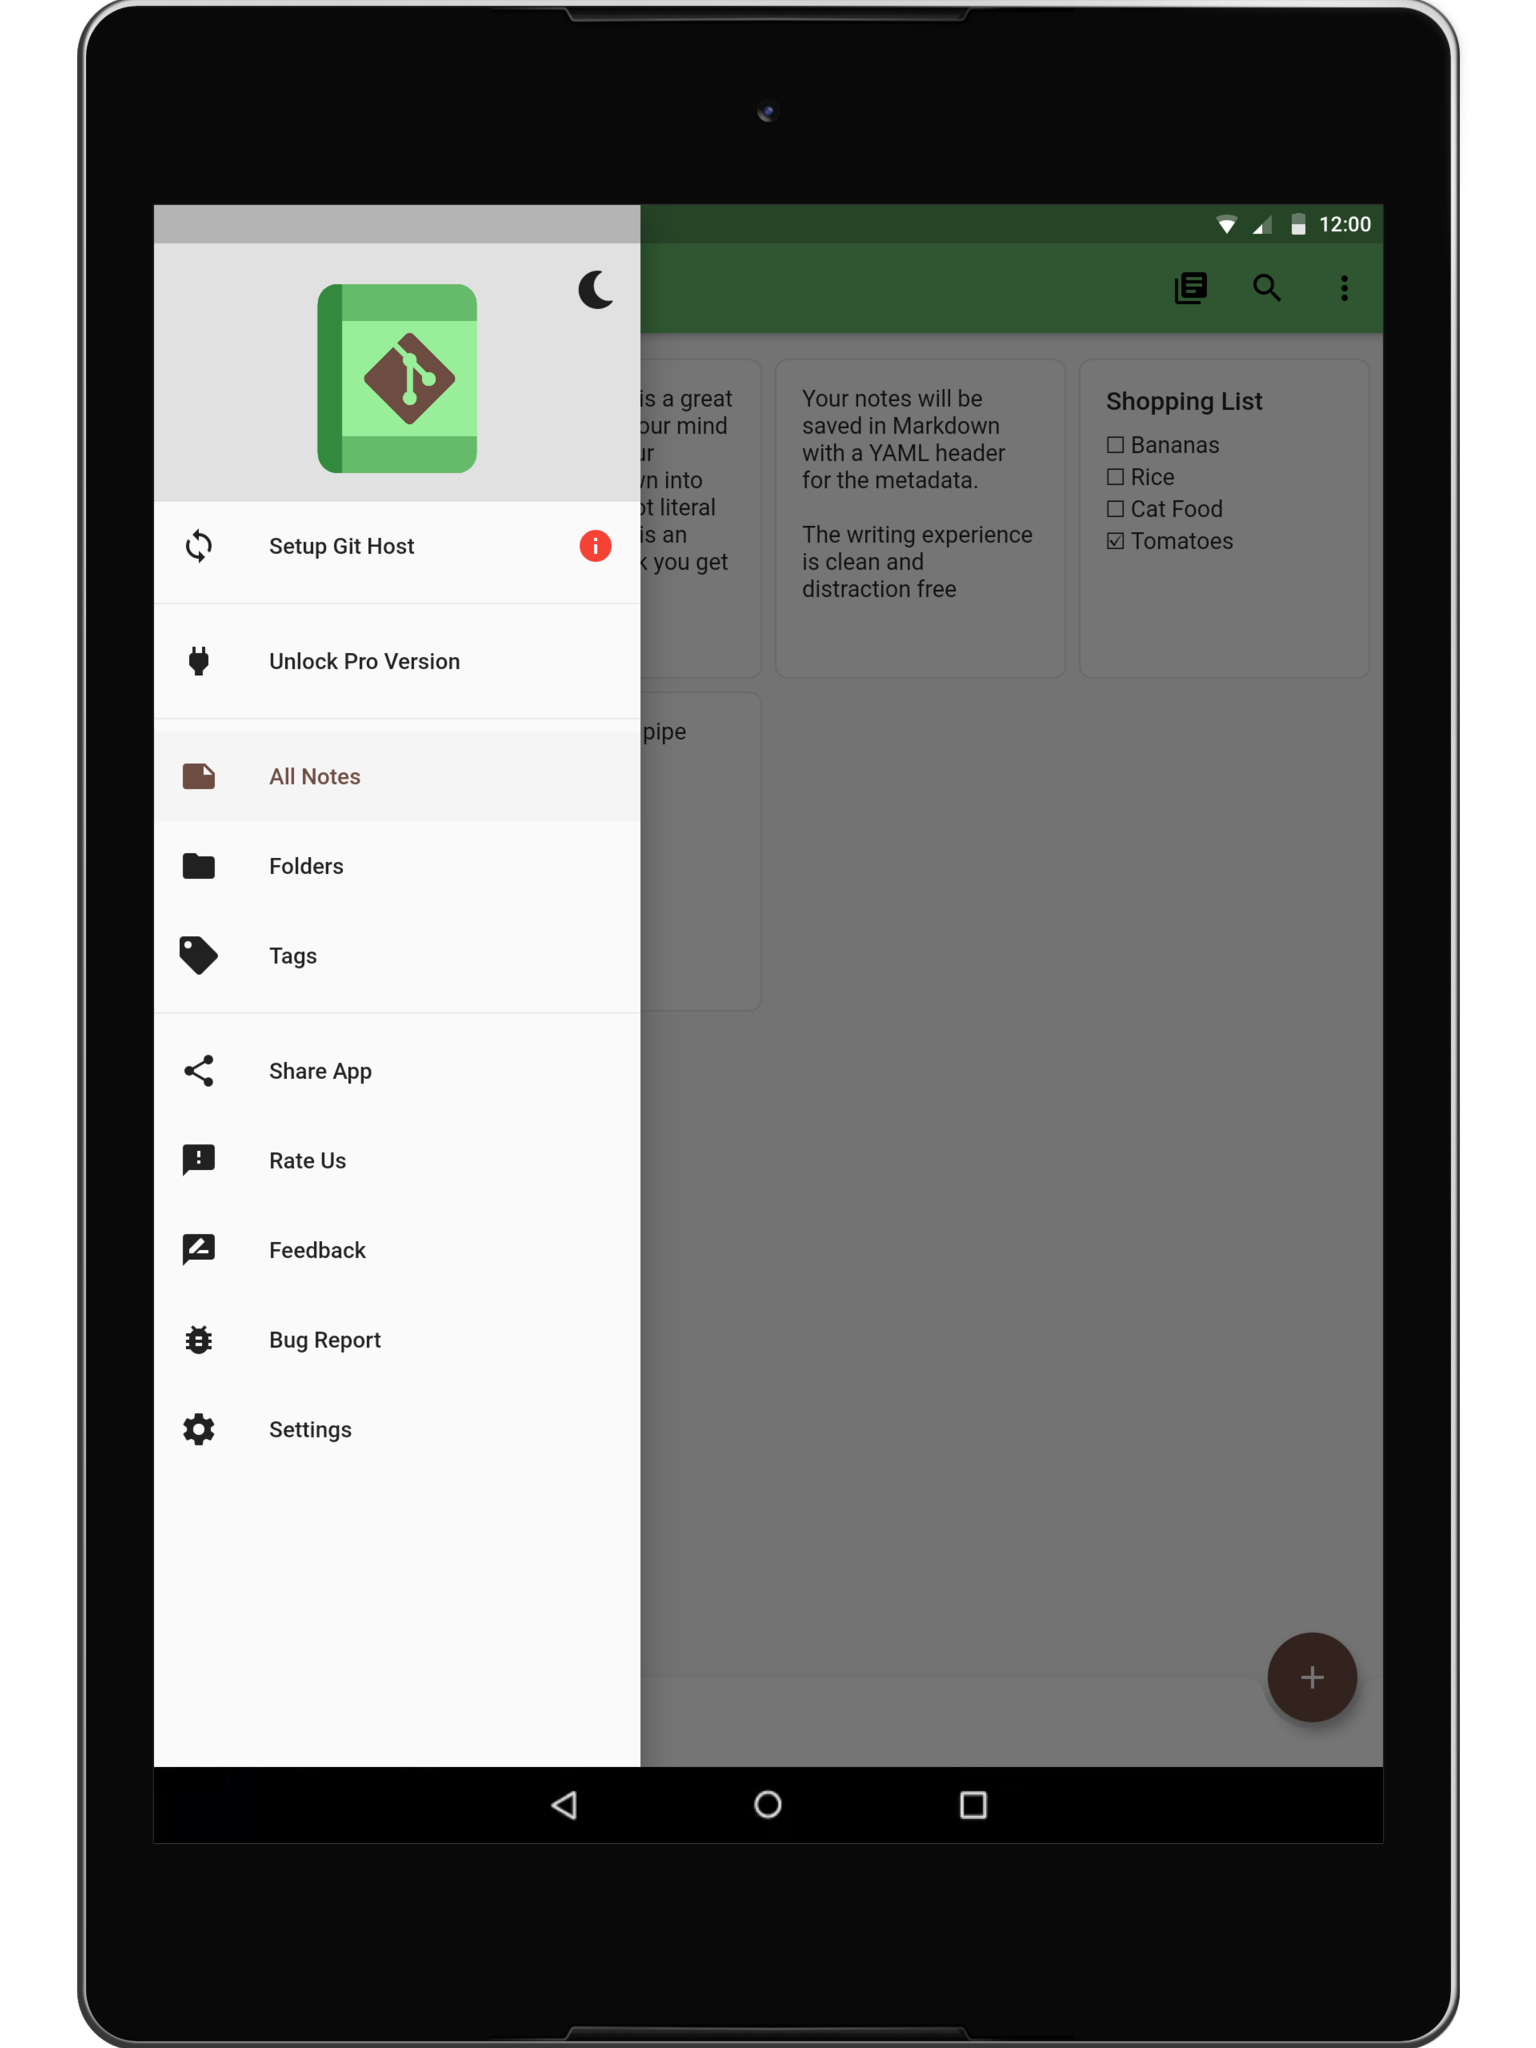 12:00
Setup Git Host
Unlock Pro Version
All Notes
Folders
Tags
Share App
Rate Us
Feedback
Bug Report
Settings
is a great
our mind
into
literal
is an
you get
pipe
Your notes will be
saved in Markdown
with a YAML header
for the metadata.
The writing experience
is clean and
distraction free
Shopping List
☐ Bananas
☐ Rice
☐ Cat Food
☑ Tomatoes